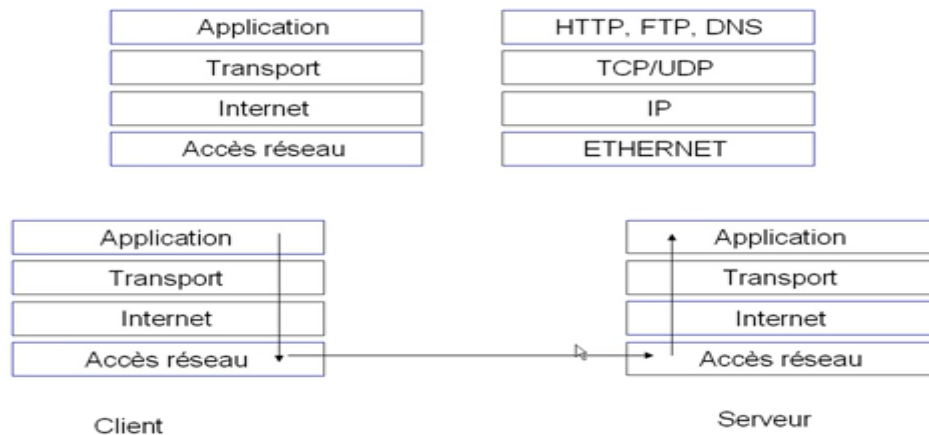 Application HTTP, FTP, DNS
Transport TCP/UDP
Internet IP
Accès réseau ETHERNET
Application Application
Transport Transport
Internet Internet
Accès réseau Accès réseau
Client Serveur